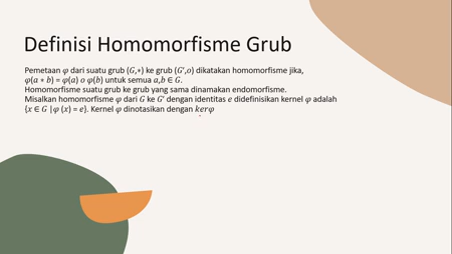 Definisi Homomorfisme Grub
Pemetaan φ dari suatu grub (G,∗) ke grub (G′,o) dikatakan homomorfisme jika,
φ(a ∗ b) = φ(a) o φ(b) untuk semua a,b ∈ G.
Homomorfisme suatu grub ke grub yang sama dinamakan endomorfisme.
Misalkan homomorfisme φ dari G ke G′ dengan identitas e didefinisikan kernel φ adalah
{x ∈ G |φ (x) = e}. Kernel φ dinotasikan dengan kerφ